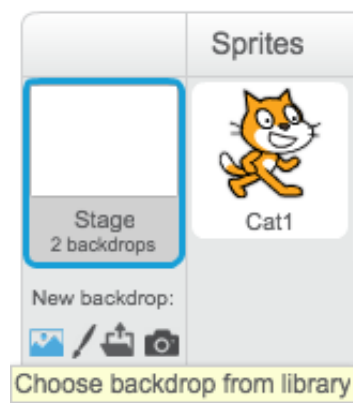 Sprites
Stage
2 backdrops
Cat1
New backdrop:
Choose backdrop from library